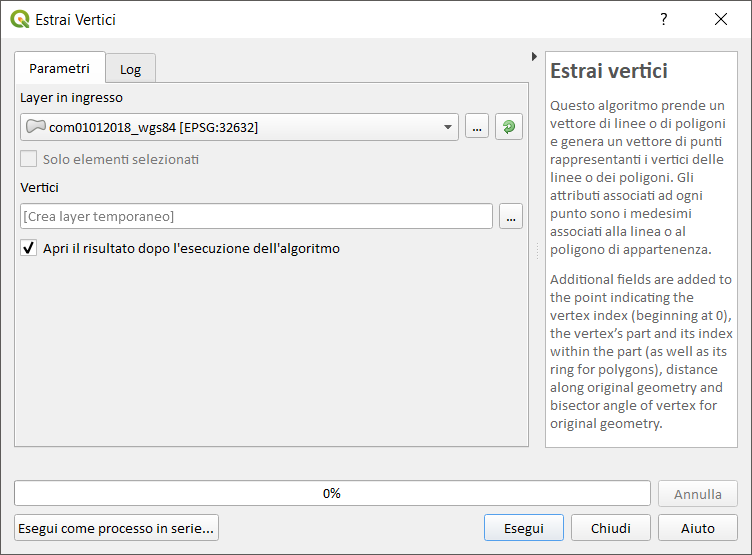 Estrai Vertici
?
Parametri
Log
Layer in ingresso
com01012018_wgs84 [EPSG:32632]
...
Solo elementi selezionati
Vertici
[Crea layer temporaneo]
...
Apri il risultato dopo l'esecuzione dell'algoritmo
Estrai vertici
Questo algoritmo prende un
vettore di linee o di poligoni
e genera un vettore di punti
rappresentanti i vertici delle
linee o dei poligoni. Gli
attributi associati ad ogni
punto sono i medesimi
associati alla linea o al
poligono di appartenenza.
Additional fields are added to
the point indicating the
vertex index (beginning at 0),
the vertex's part and its index
within the part (as well as its
ring for polygons), distance
along original geometry and
bisector angle of vertex for
original geometry.
0%
Annulla
Esegui come processo in serie...
Esegui
Chiudi
Aiuto